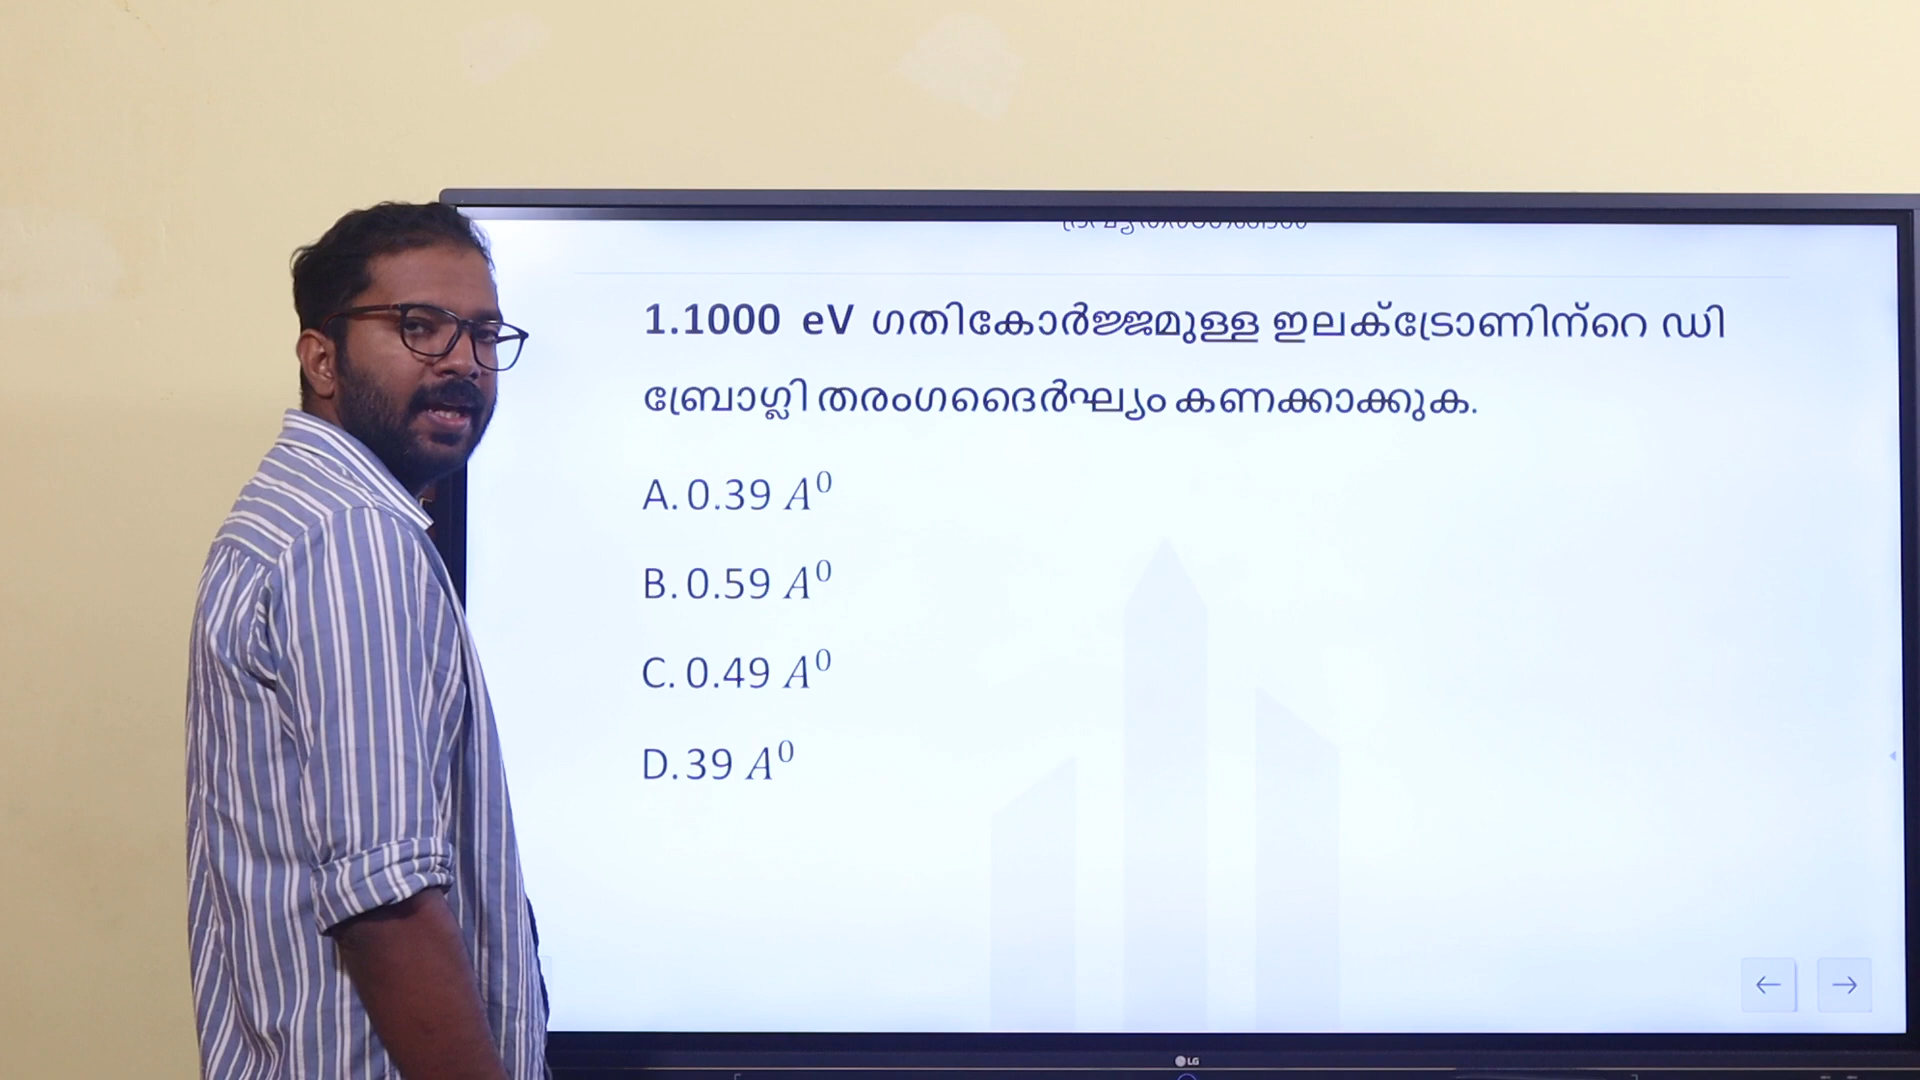 1.1000 eV ഗതികോർജ്ജമുള്ള ഇലക്ട്രോണിന്റെ ഡി
ബ്രോഗ്ലി തരംഗദൈർഘ്യം കണക്കാക്കുക.
A. 0.39 A⁰
B. 0.59 A⁰
C. 0.49 A⁰
D. 39 A⁰
LG